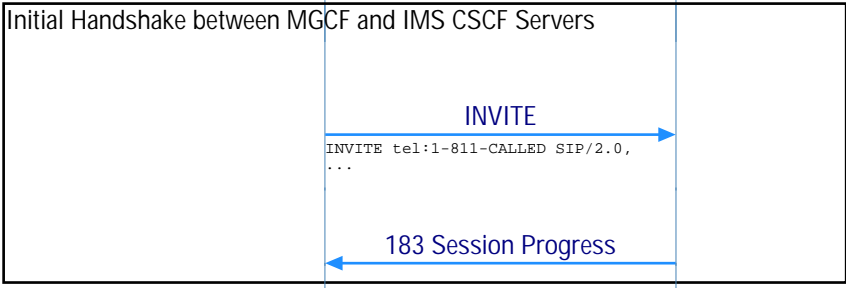 Initial Handshake between MGCF and IMS CSCF Servers
INVITE
INVITE tel:1-811-CALLED SIP/2.0,
...
183 Session Progress